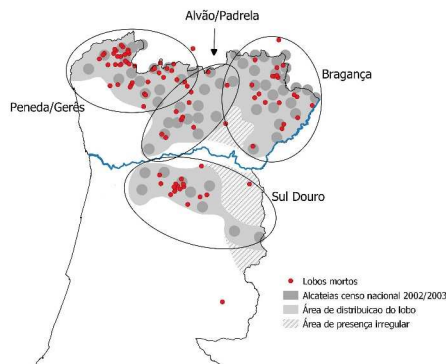 Alvão/Padrela
Bragança
Peneda/Gerês
Sul Douro
Lobos mortos
Alcateias censo nacional 2002/2003
Área de distribuicao do lobo
Área de presença irregular